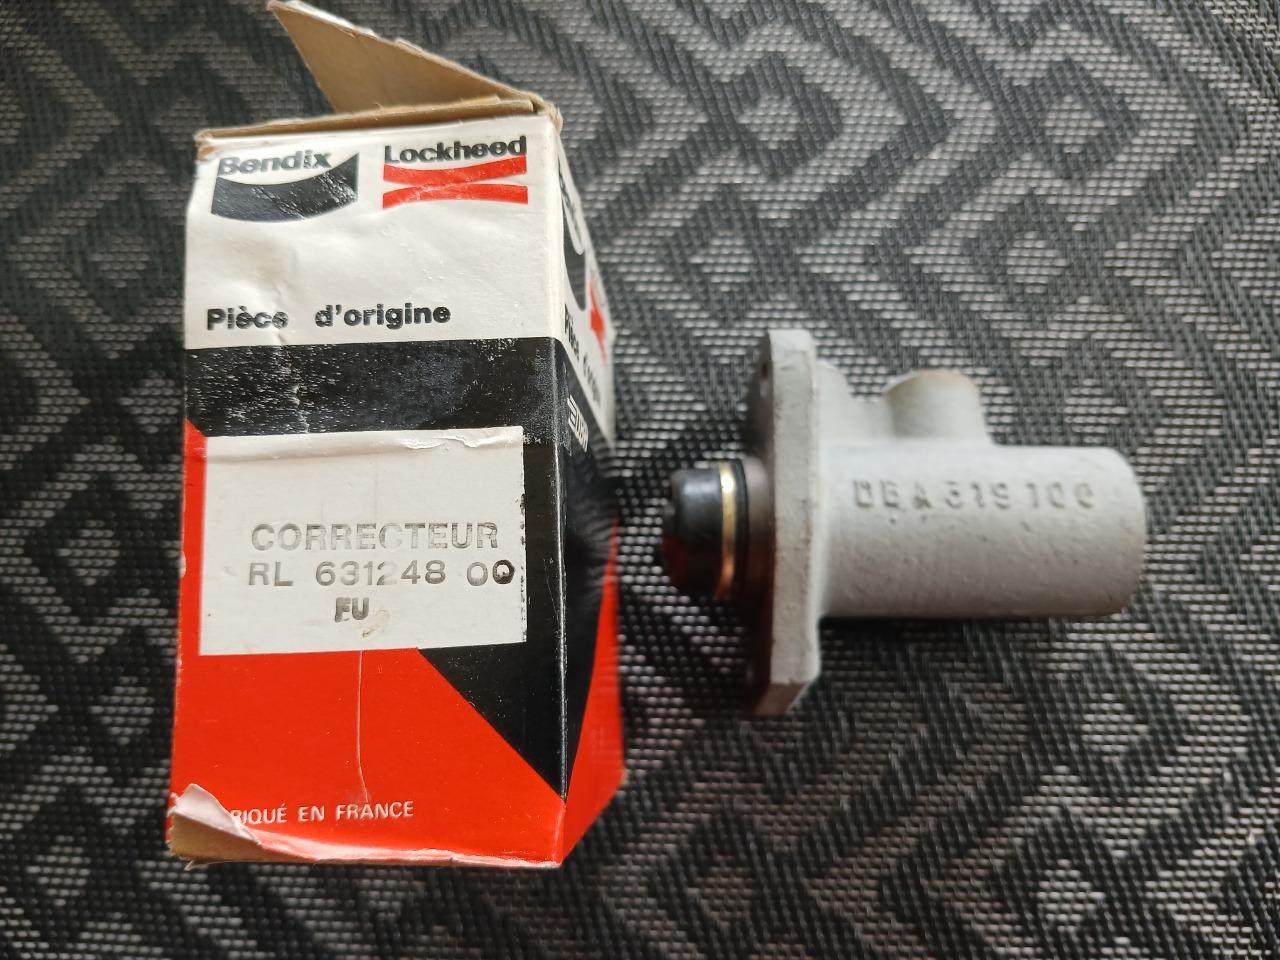 Bendix
Lockheed
Pièce d'origine
CORRECTEUR
RL 631248 00
FU
RIQUÉ EN FRANCE
DBA 319 100